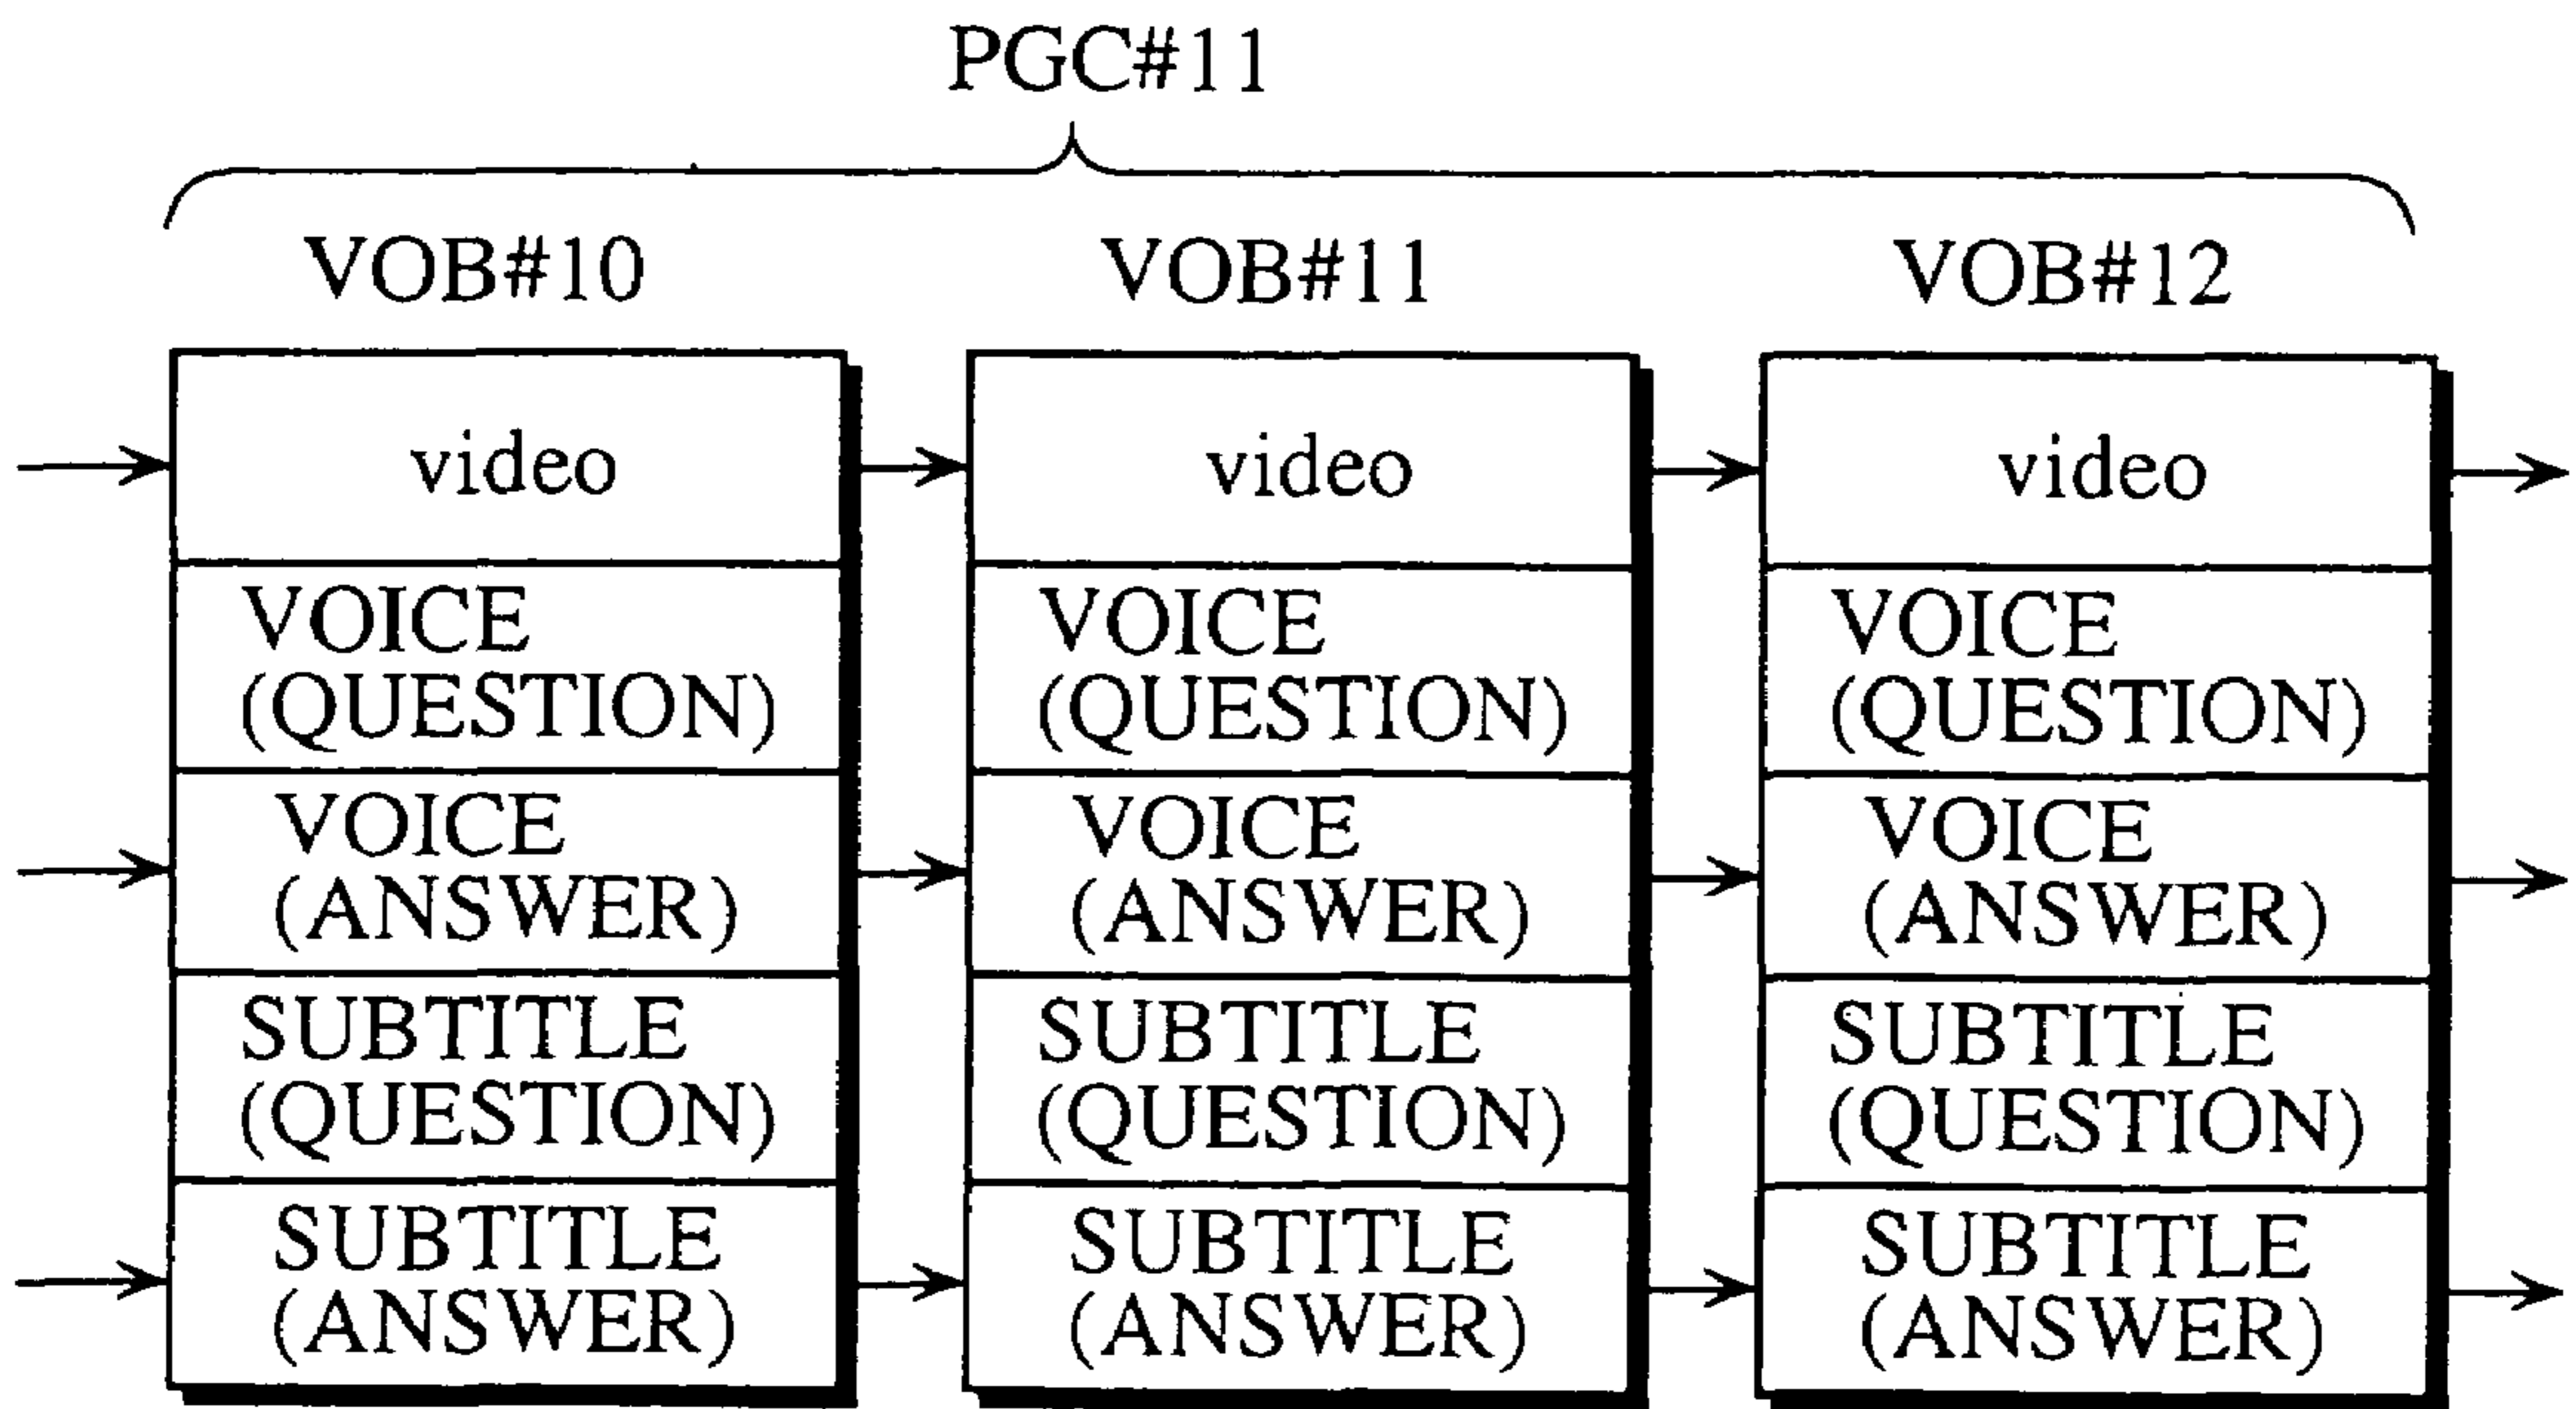 PGC#11
VOB#10 VOB#11 VOB#12
video video video
VOICE VOICE VOICE
(QUESTION) (QUESTION) (QUESTION)
VOICE VOICE VOICE
(ANSWER) (ANSWER) (ANSWER)
SUBTITLE SUBTITLE SUBTITLE
(QUESTION) (QUESTION) (QUESTION)
SUBTITLE SUBTITLE SUBTITLE
(ANSWER) (ANSWER) (ANSWER)